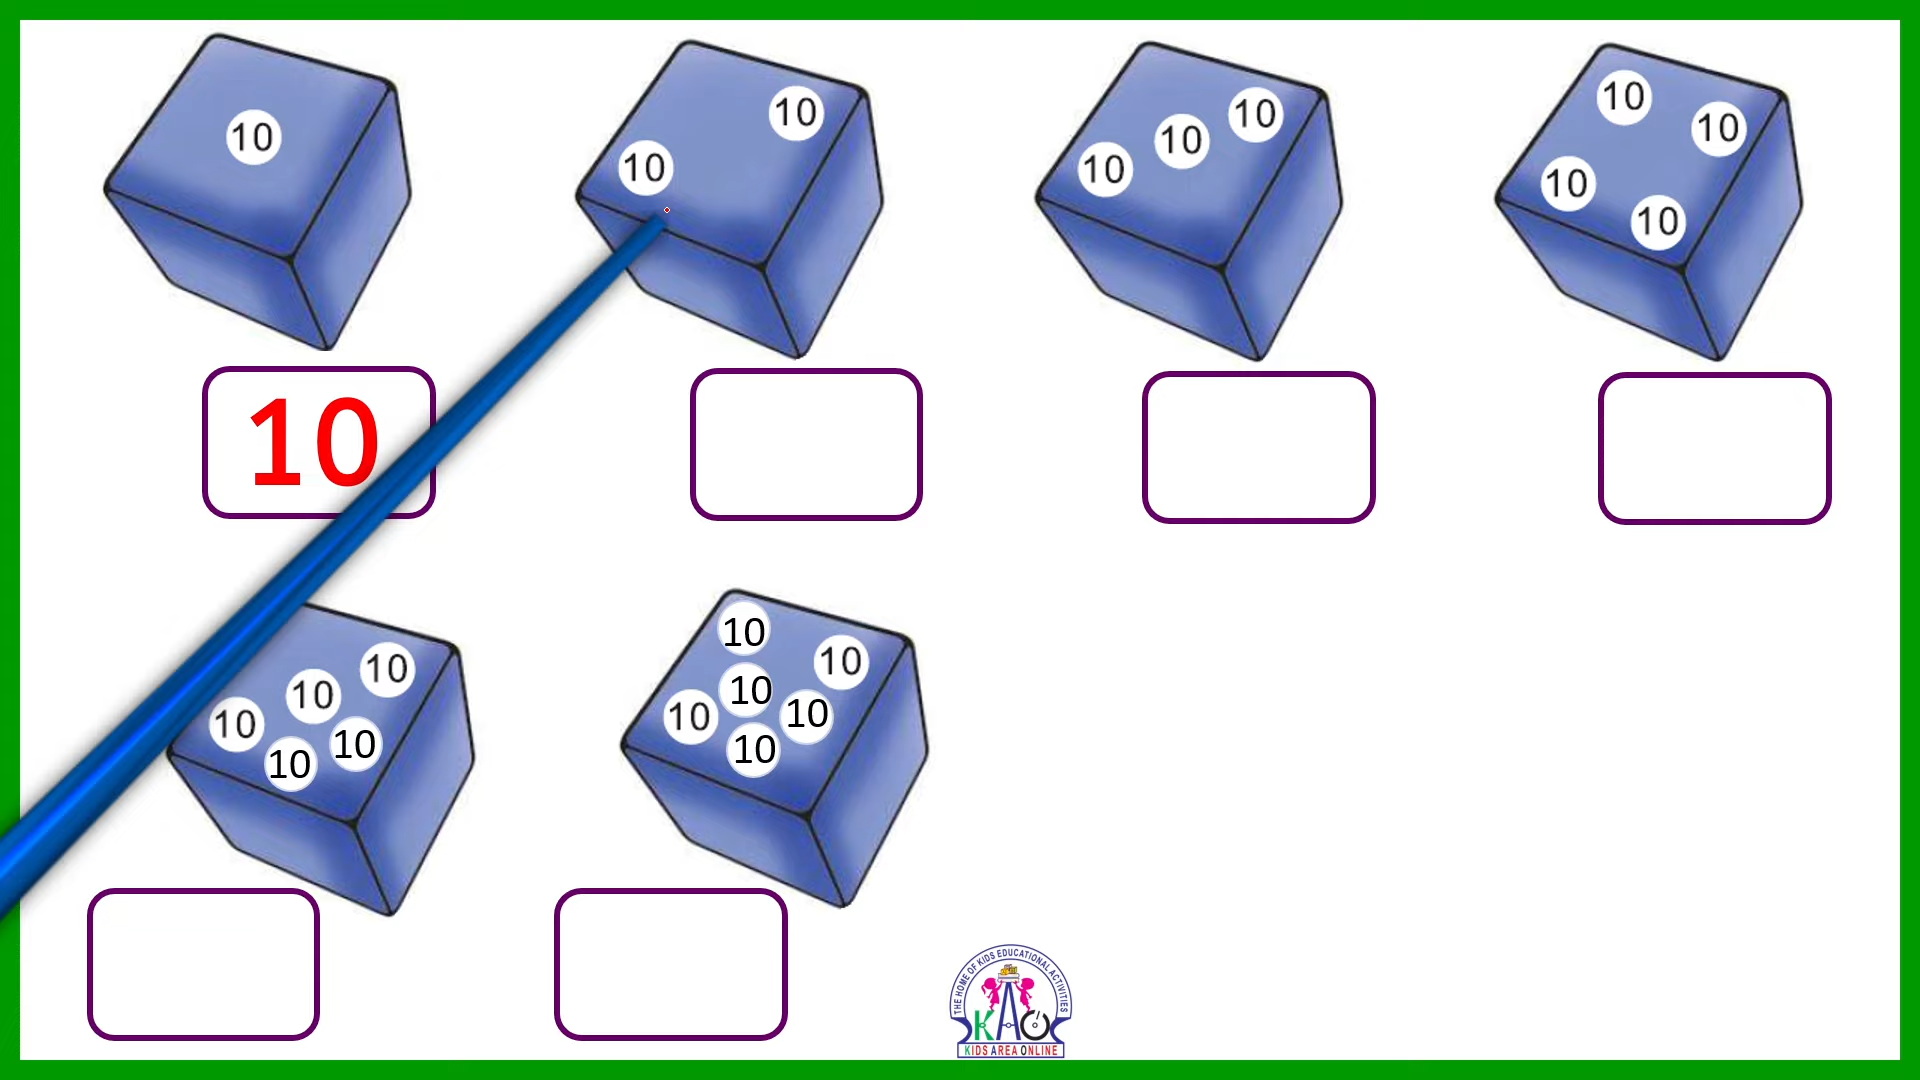 10
10 10
10 10 10
10 10 10 10
10
10 10 10 10 10
10 10 10 10 10 10
THE HOME OF KIDS EDUCATIONAL ACTIVITIES
KAO
KIDS AREA ONLINE